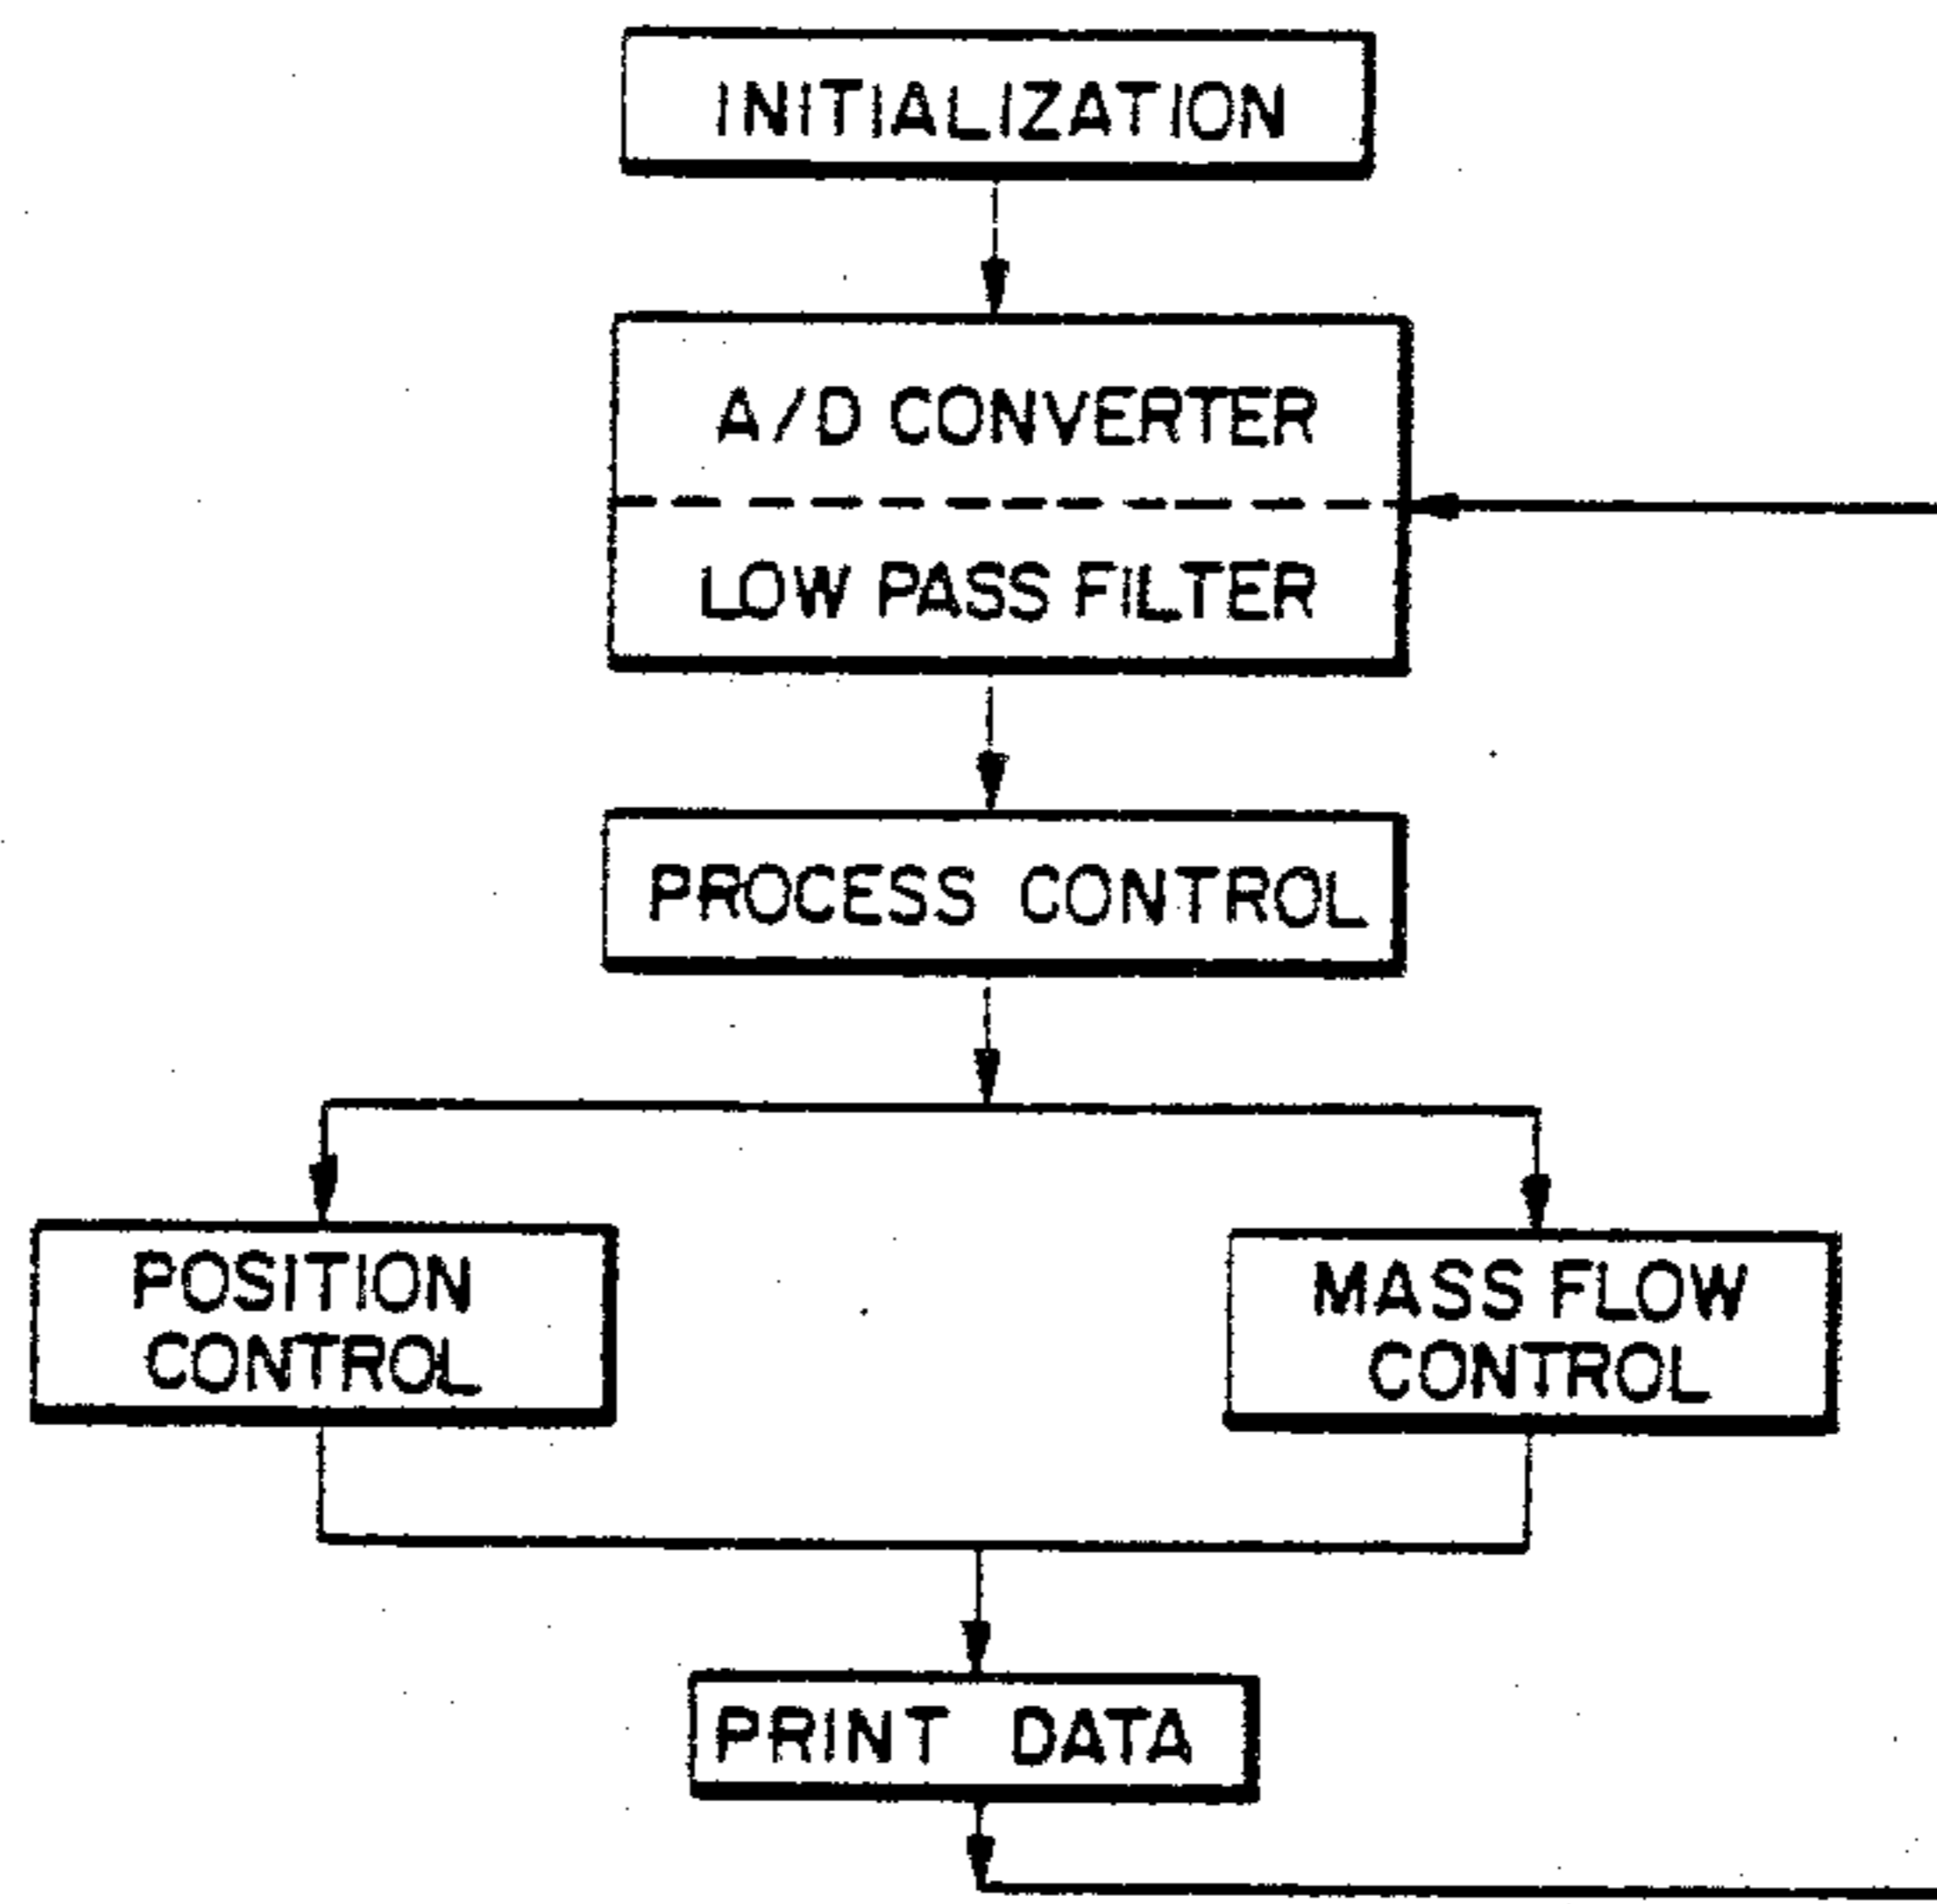 INITIALIZATION
A/D CONVERTER
LOW PASS FILTER
PROCESS CONTROL
POSITION
CONTROL
MASS FLOW
CONTROL
PRINT DATA